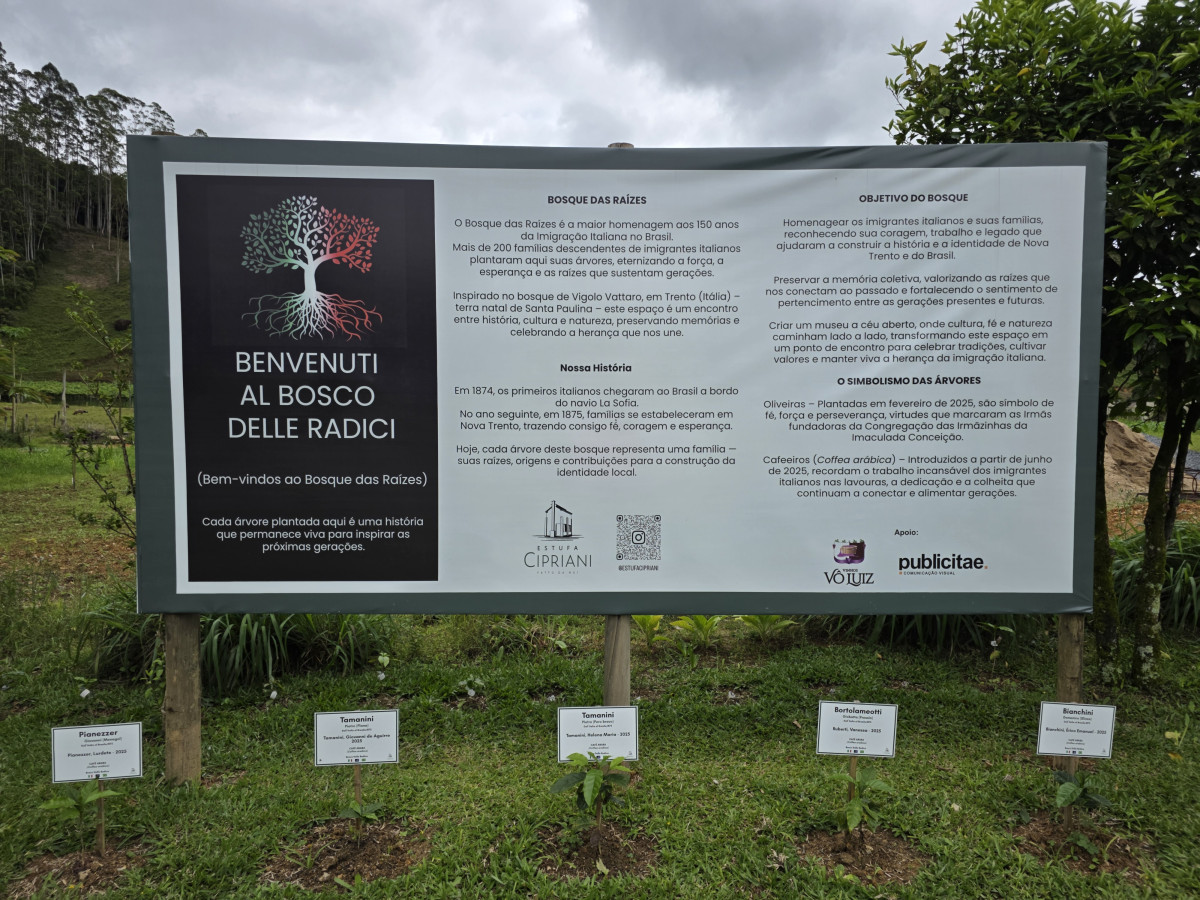 BENVENUTI
AL BOSCO
DELLE RADICI
(Bem-vindos ao Bosque das Raízes)
Cada árvore plantada aqui é uma história
que permanece viva para inspirar as
próximas gerações.
BOSQUE DAS RAÍZES
O Bosque das Raízes é a maior homenagem aos 150 anos
da Imigração Italiana no Brasil.
Mais de 200 famílias descendentes de imigrantes italianos
plantaram aqui suas árvores, eternizando a força, a
esperança e as raízes que sustentam gerações.
Inspirado no bosque de Vigolo Vattaro, em Trento (Itália) –
terra natal de Santa Paulina – este espaço é um encontro
entre história, cultura e natureza, preservando memórias e
celebrando a herança que nos une.
Nossa História
Em 1874, os primeiros italianos chegaram ao Brasil a bordo
do navio La Sofia.
No ano seguinte, em 1875, famílias se estabeleceram em
Nova Trento, trazendo consigo fé, coragem e esperança.
Hoje, cada árvore deste bosque representa uma família —
suas raízes, origens e contribuições para a construção da
identidade local.
ESTUFA
CIPRIANI
@ESTUFACIPRIANI
OBJETIVO DO BOSQUE
Homenagear os imigrantes italianos e suas famílias,
reconhecendo sua coragem, trabalho e legado que
ajudaram a construir a história e a identidade de Nova
Trento e do Brasil.
Preservar a memória coletiva, valorizando as raízes que
nos conectam ao passado e fortalecendo o sentimento de
pertencimento entre as gerações presentes e futuras.
Criar um museu a céu aberto, onde cultura, fé e natureza
caminham lado a lado, transformando este espaço em
um ponto de encontro para celebrar tradições, cultivar
valores e manter viva a herança da imigração italiana.
O SIMBOLISMO DAS ÁRVORES
Oliveiras – Plantadas em fevereiro de 2025, são símbolo de
fé, força e perseverança, virtudes que marcaram as Irmãs
fundadoras da Congregação das Irmãzinhas da
Imaculada Conceição.
Cafeeiros (Coffea arábica) – Introduzidos a partir de junho
de 2025, recordam o trabalho incansável dos imigrantes
italianos nas lavouras, a dedicação e a colheita que
continuam a conectar e alimentar gerações.
Apoio:
VÔ LUIZ
publicitae.
COMUNICAÇÃO VISUAL
Pianezzer
Pianezzer, Lurdete - 2025
Tamanini
Tamanini, Giovanni de Aguiara
2025
Tamanini
Tamanini, Helena Maria - 2025
Bortolameotti
Ruberti, Vanessa - 2025
Bianchini
Bianchini, Érico Emanuel - 2025